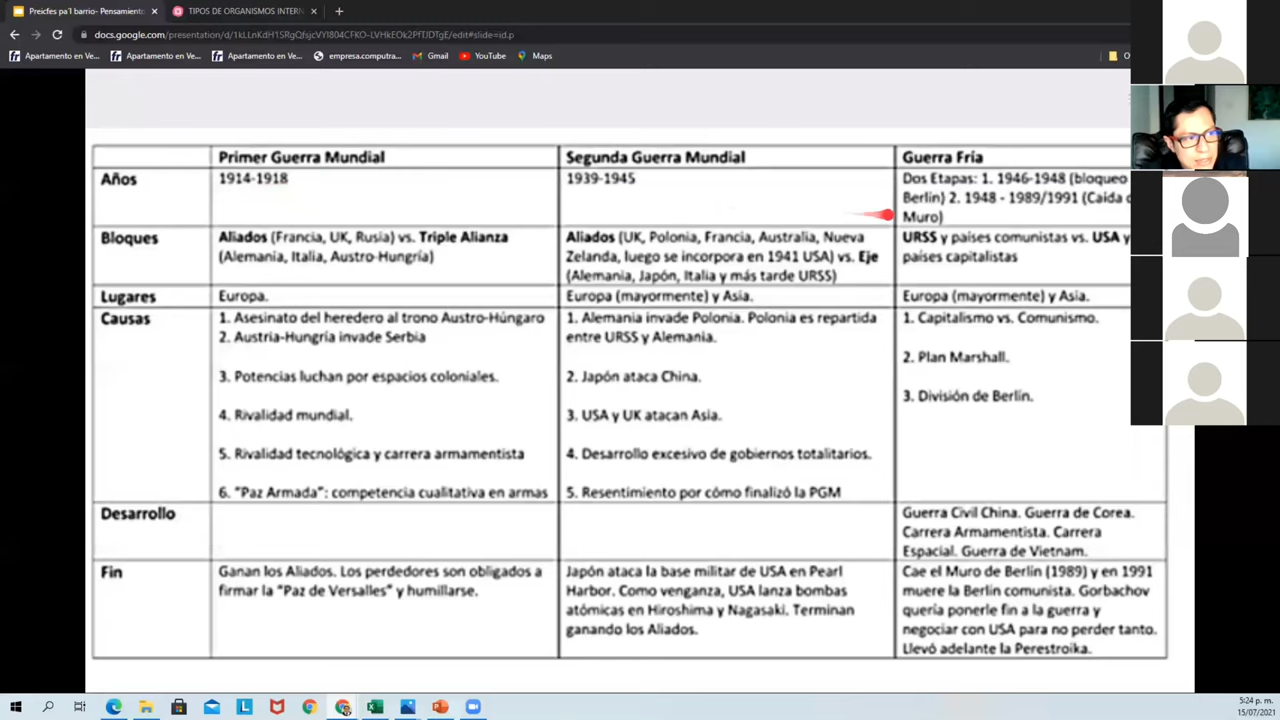 Preicfes pa'l barrio- Pensamiento
TIPOS DE ORGANISMOS INTERN
Apartamento en Ve...
Apartamento en Ve...
Apartamento en Ve...
empresa.computra...
Gmail
YouTube
Maps
Primer Guerra Mundial
Segunda Guerra Mundial
Guerra Fría
Años
1914-1918
1939-1945
Dos Etapas: 1. 1946-1948 (bloqueo
Berlín) 2. 1948 - 1989/1991 (Caída
Muro)
Bloques
Aliados (Francia, UK, Rusia) vs. Triple Alianza
(Alemania, Italia, Austro-Hungría)
Aliados (UK, Polonia, Francia, Australia, Nueva
Zelanda, luego se incorpora en 1941 USA) vs. Eje
(Alemania, Japón, Italia y más tarde URSS)
URSS y países comunistas vs. USA y
países capitalistas
Lugares
Europa.
Europa (mayormente) y Asia.
Europa (mayormente) y Asia.
Causas
1. Asesinato del heredero al trono Austro-Húngaro
2. Austria-Hungría invade Serbia
3. Potencias luchan por espacios coloniales.
4. Rivalidad mundial.
5. Rivalidad tecnológica y carrera armamentista
6. "Paz Armada": competencia cualitativa en armas
1. Alemania invade Polonia. Polonia es repartida
entre URSS y Alemania.
2. Japón ataca China.
3. USA y UK atacan Asia.
4. Desarrollo excesivo de gobiernos totalitarios.
5. Resentimiento por cómo finalizó la PGM
1. Capitalismo vs. Comunismo.
2. Plan Marshall.
3. División de Berlín.
Desarrollo
Guerra Civil China. Guerra de Corea.
Carrera Armamentista. Carrera
Espacial. Guerra de Vietnam.
Fin
Ganan los Aliados. Los perdedores son obligados a
firmar la "Paz de Versalles" y humillarse.
Japón ataca la base militar de USA en Pearl
Harbor. Como venganza, USA lanza bombas
atómicas en Hiroshima y Nagasaki. Terminan
ganando los Aliados.
Cae el Muro de Berlín (1989) y en 1991
muere la Berlín comunista. Gorbachov
quería ponerle fin a la guerra y
negociar con USA para no perder tanto.
Llevó adelante la Perestroika.
5:24 p. m.
15/07/2021